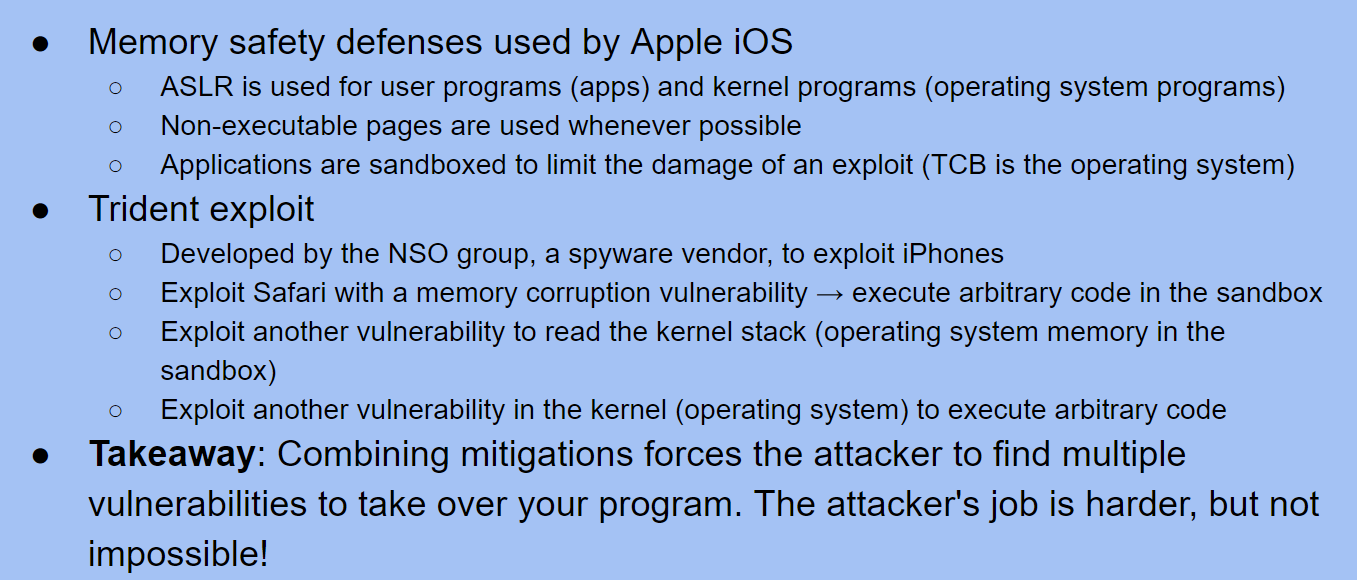 ● Memory safety defenses used by Apple iOS
○ ASLR is used for user programs (apps) and kernel programs (operating system programs)
○ Non-executable pages are used whenever possible
○ Applications are sandboxed to limit the damage of an exploit (TCB is the operating system)
● Trident exploit
○ Developed by the NSO group, a spyware vendor, to exploit iPhones
○ Exploit Safari with a memory corruption vulnerability → execute arbitrary code in the sandbox
○ Exploit another vulnerability to read the kernel stack (operating system memory in the
sandbox)
○ Exploit another vulnerability in the kernel (operating system) to execute arbitrary code
● Takeaway: Combining mitigations forces the attacker to find multiple
vulnerabilities to take over your program. The attacker's job is harder, but not
impossible!